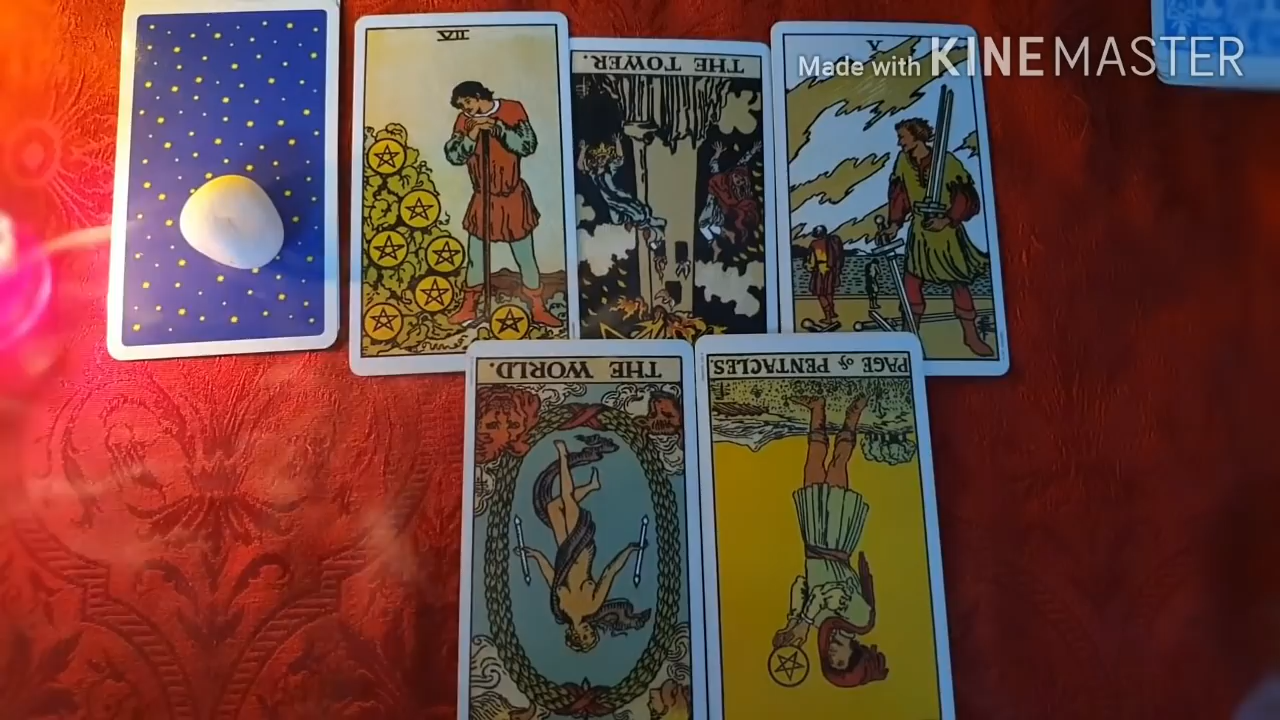 VII
THE TOWER.
V
Made with KINEMASTER
THE WORLD.
PAGE of PENTACLES.